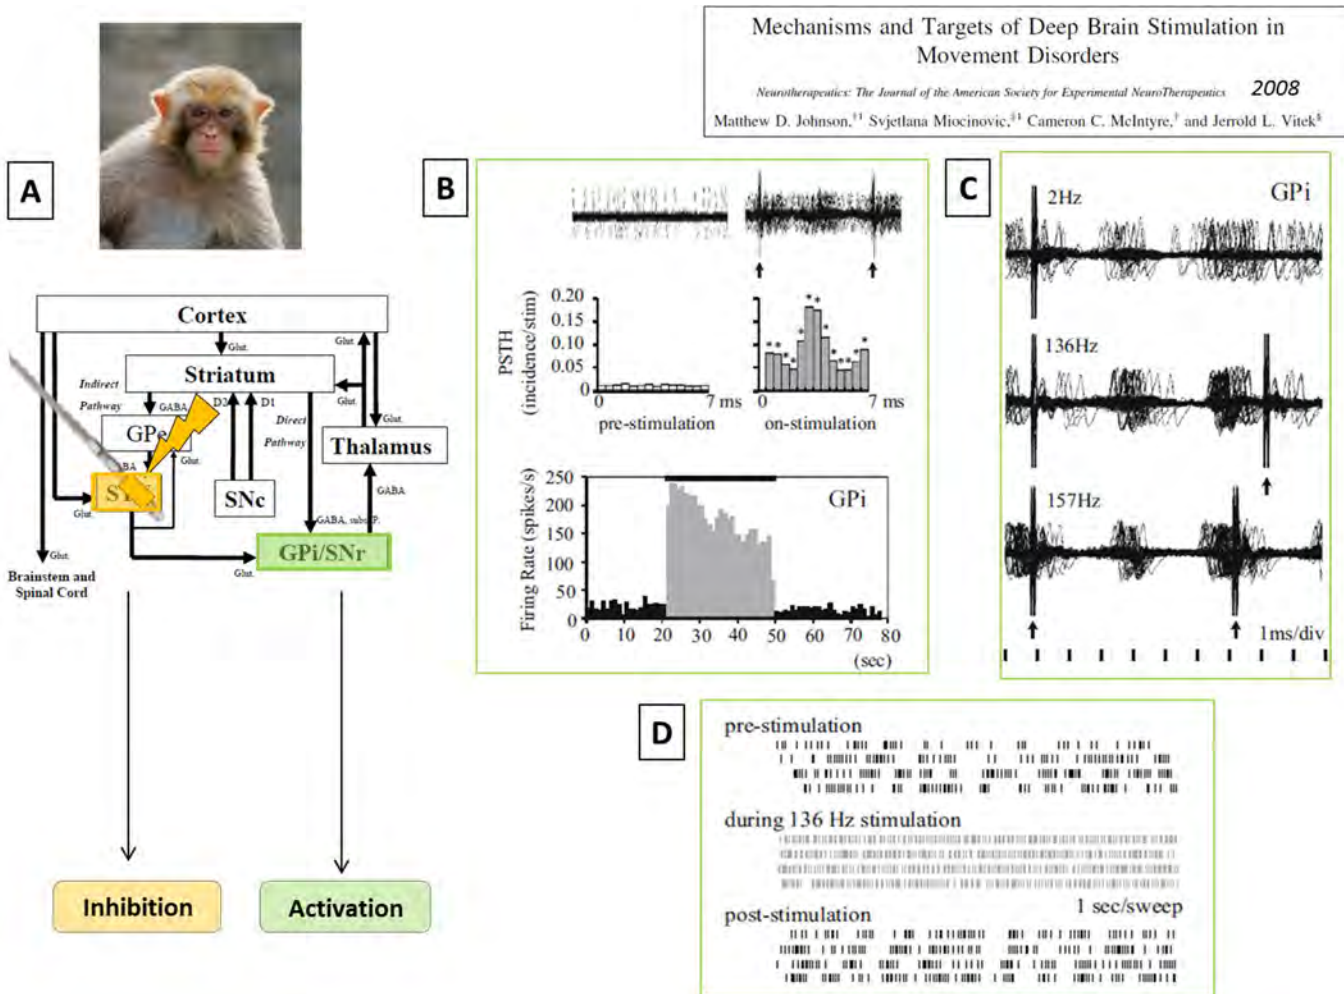 Mechanisms and Targets of Deep Brain Stimulation in
Movement Disorders
Neurotherapeutics: The Journal of the American Society for Experimental NeuroTherapeutics 2008
Matthew D. Johnson,†¶ Svjetlana Miocinovic,‡§ Cameron C. McIntyre,† and Jerrold L. Vitek§
A
Cortex
Glut.
Glut.
Striatum
Indirect
Pathway
GABA
D2
D1
Direct
Pathway
Glut.
Glut.
GPe
Glut.
Thalamus
SNc
GABA
Glut.
GABA, subst P.
GPi/SNr
Glut.
Glut.
Brainstem and
Spinal Cord
Inhibition
Activation
B
PSTH
(incidence/stim)
0.20
0.15
0.10
0.05
0 7 ms
pre-stimulation
0 7 ms
on-stimulation
Firing Rate (spikes/s)
250
200
150
100
50
0
GPi
0 10 20 30 40 50 60 70 80
(sec)
C
GPi
2Hz
136Hz
157Hz
1ms/div
D
pre-stimulation
during 136 Hz stimulation
1 sec/sweep
post-stimulation